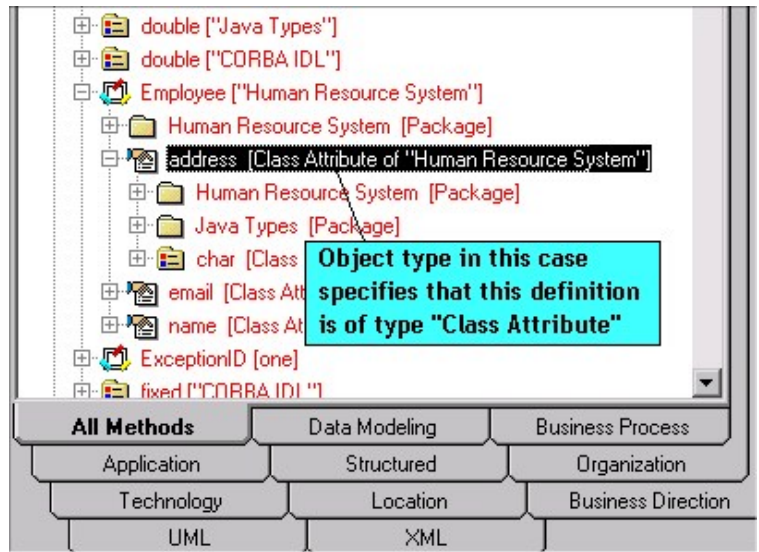 double ["Java Types"]
double ["CORBA IDL"]
Employee ["Human Resource System"]
Human Resource System [Package]
address [Class Attribute of "Human Resource System"]
Human Resource System [Package]
Java Types [Package]
char [Class
Object type in this case
specifies that this definition
is of type "Class Attribute"
email [Class Att
name [Class At
ExceptionID [one]
fixed ["CORBA IDL"]
All Methods Data Modeling Business Process
Application Structured Organization
Technology Location Business Direction
UML XML